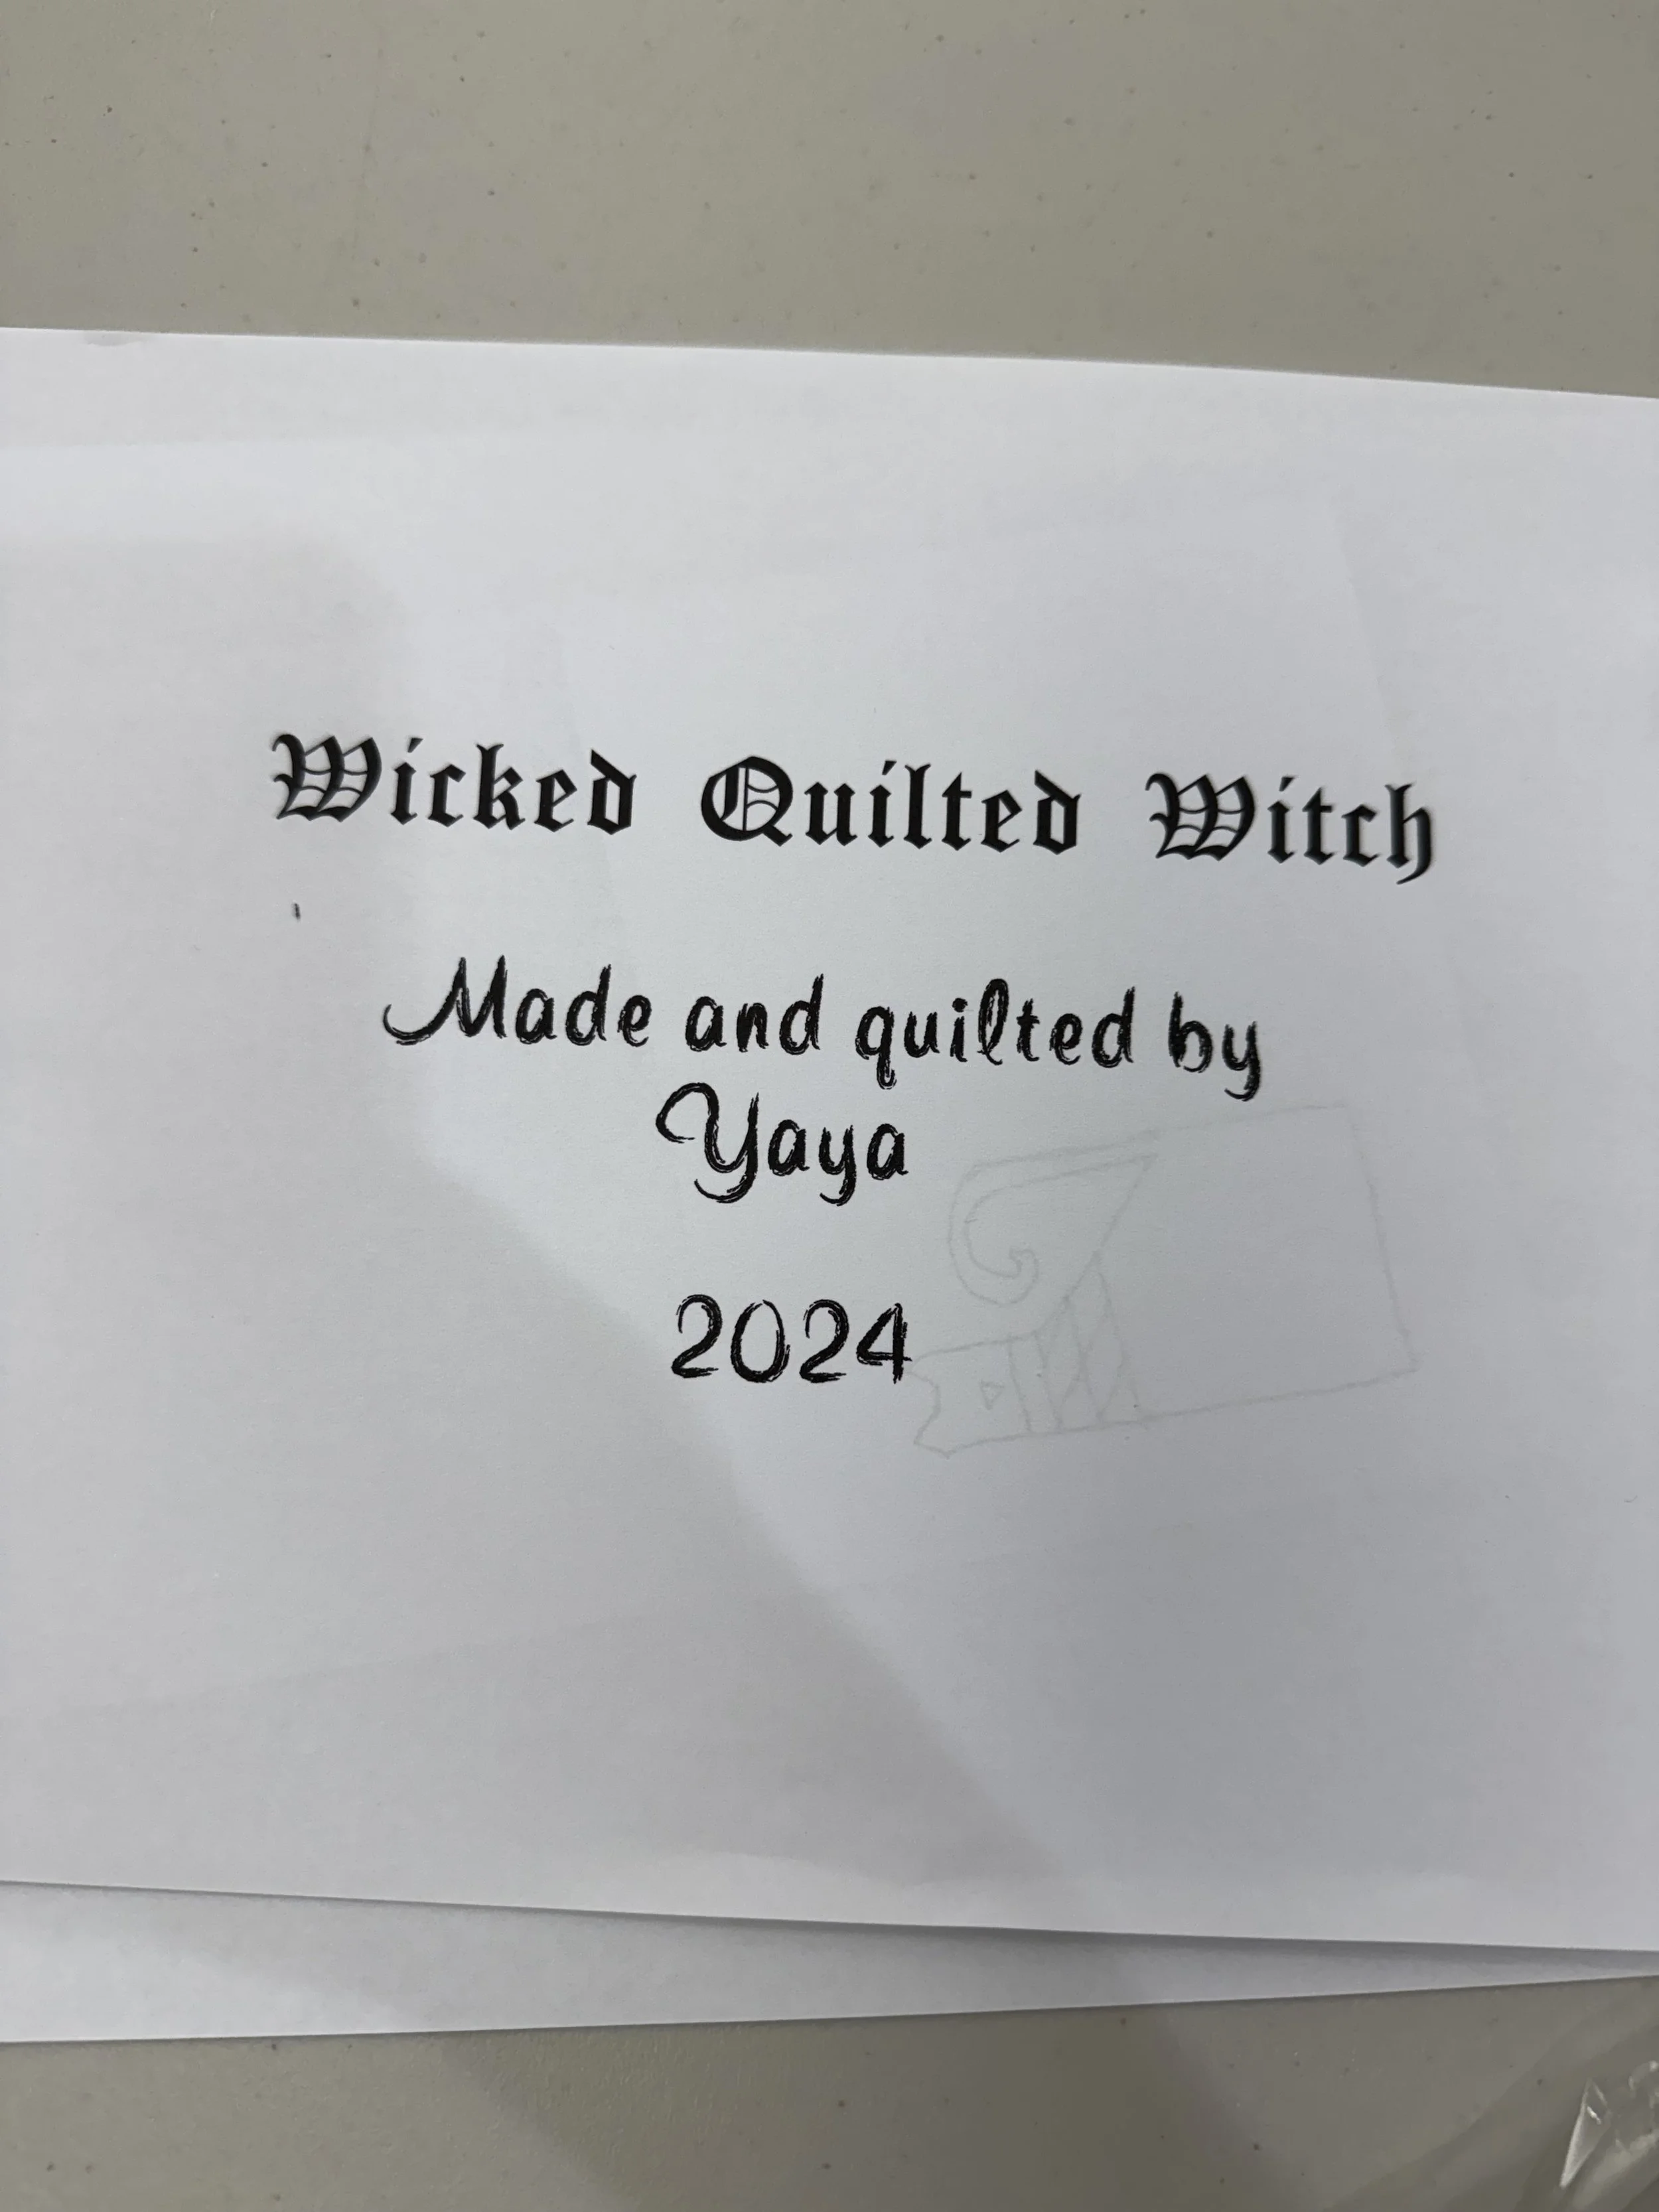 Wicked Quilted Witch
Made and quilted by
Yaya
2024